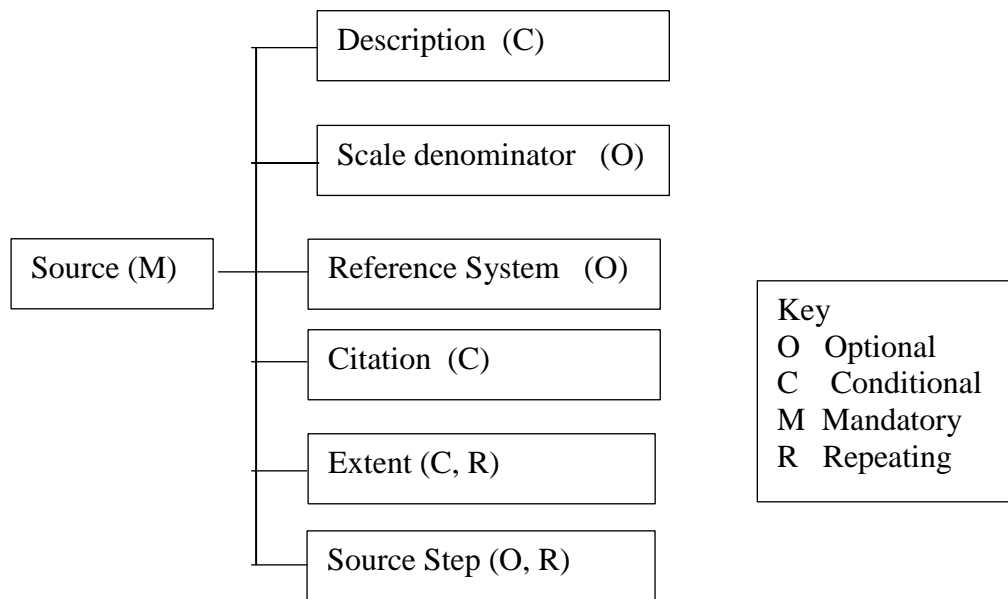 Description (C)
Scale denominator (O)
Source (M)
Reference System (O)
Citation (C)
Extent (C, R)
Source Step (O, R)
Key
O Optional
C Conditional
M Mandatory
R Repeating